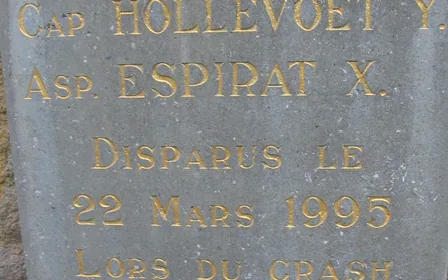 CAP HOLLEVOET Y.
ASP. ESPIRAT X.
DISPARUS LE
22 MARS 1995
LORS DU CRASH